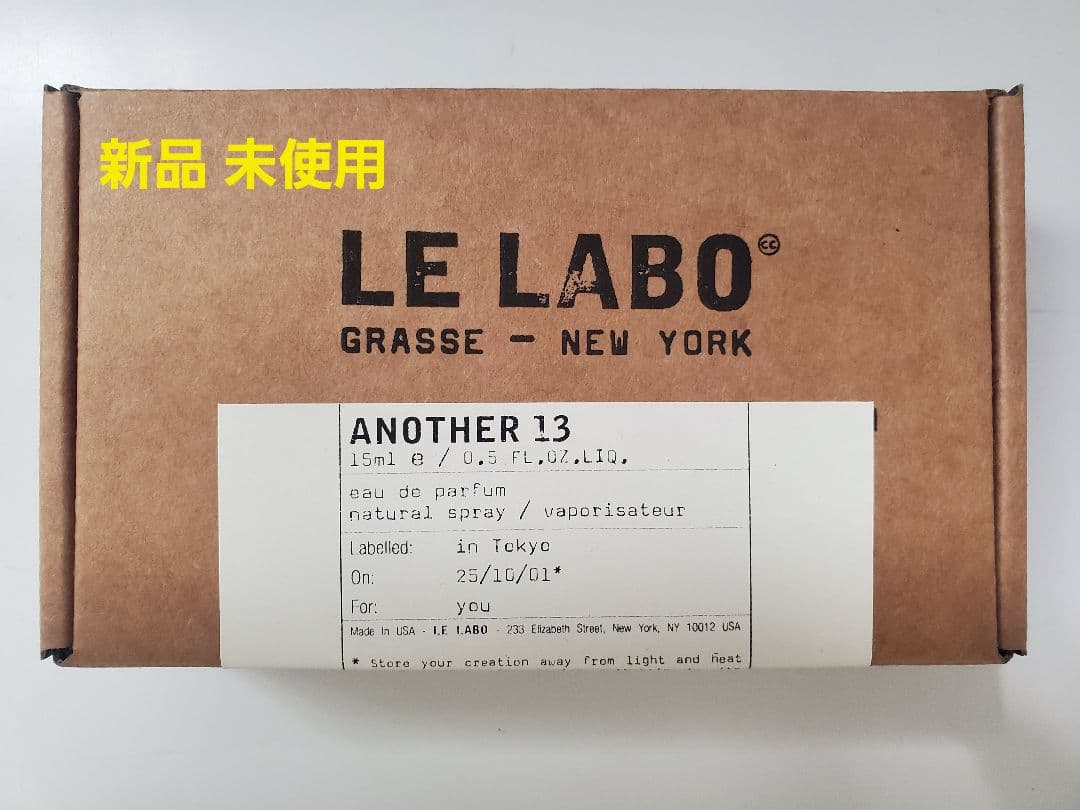 新品 未使用
LE LABO
GRASSE - NEW YORK
ANOTHER 13
15ml e / 0.5 FL.OZ.LIQ.
eau de parfum
natural spray / vaporisateur
Labelled: in Tokyo
On: 25/10/01*
For: you
Made in USA - LE LABO - 233 Elizabeth Street, New York, NY 10012 USA
* Store your creation away from light and heat